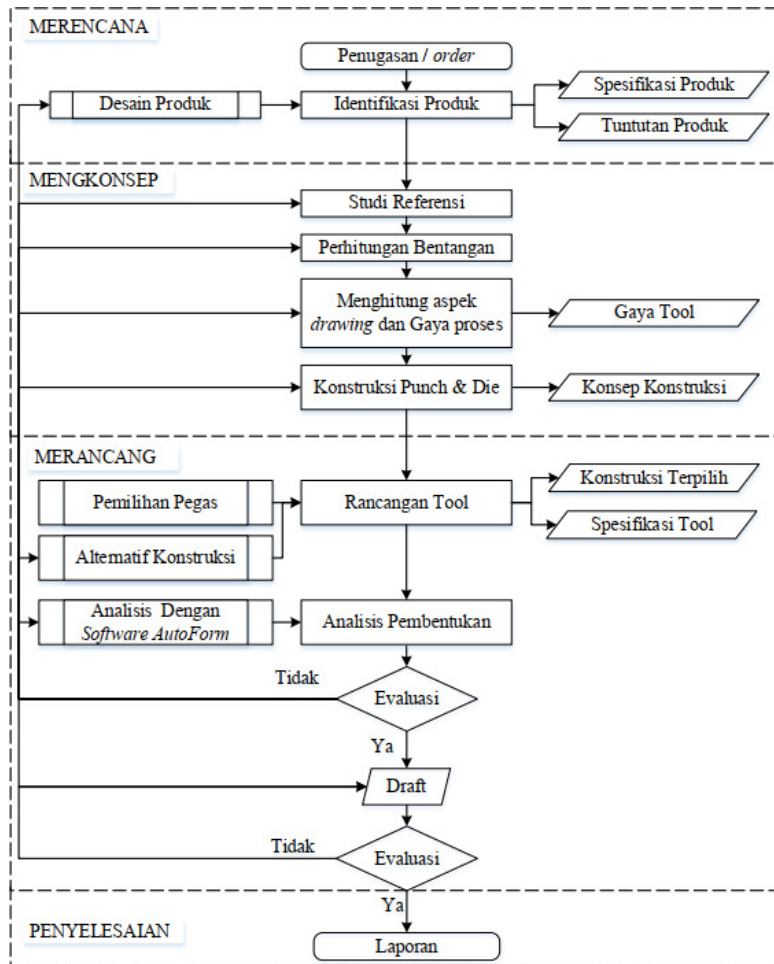 MERENCANA
Penugasan / order
Desain Produk
Identifikasi Produk
Spesifikasi Produk
Tuntutan Produk
MENGKONSEP
Studi Referensi
Perhitungan Bentangan
Menghitung aspek
drawing dan Gaya proses
Gaya Tool
Konstruksi Punch & Die
Konsep Konstruksi
MERANCANG
Pemilihan Pegas
Rancangan Tool
Konstruksi Terpilih
Spesifikasi Tool
Alternatif Konstruksi
Analisis Dengan
Software AutoForm
Analisis Pembentukan
Tidak
Evaluasi
Ya
Draft
Tidak
Evaluasi
Ya
PENYELESAIAN
Laporan